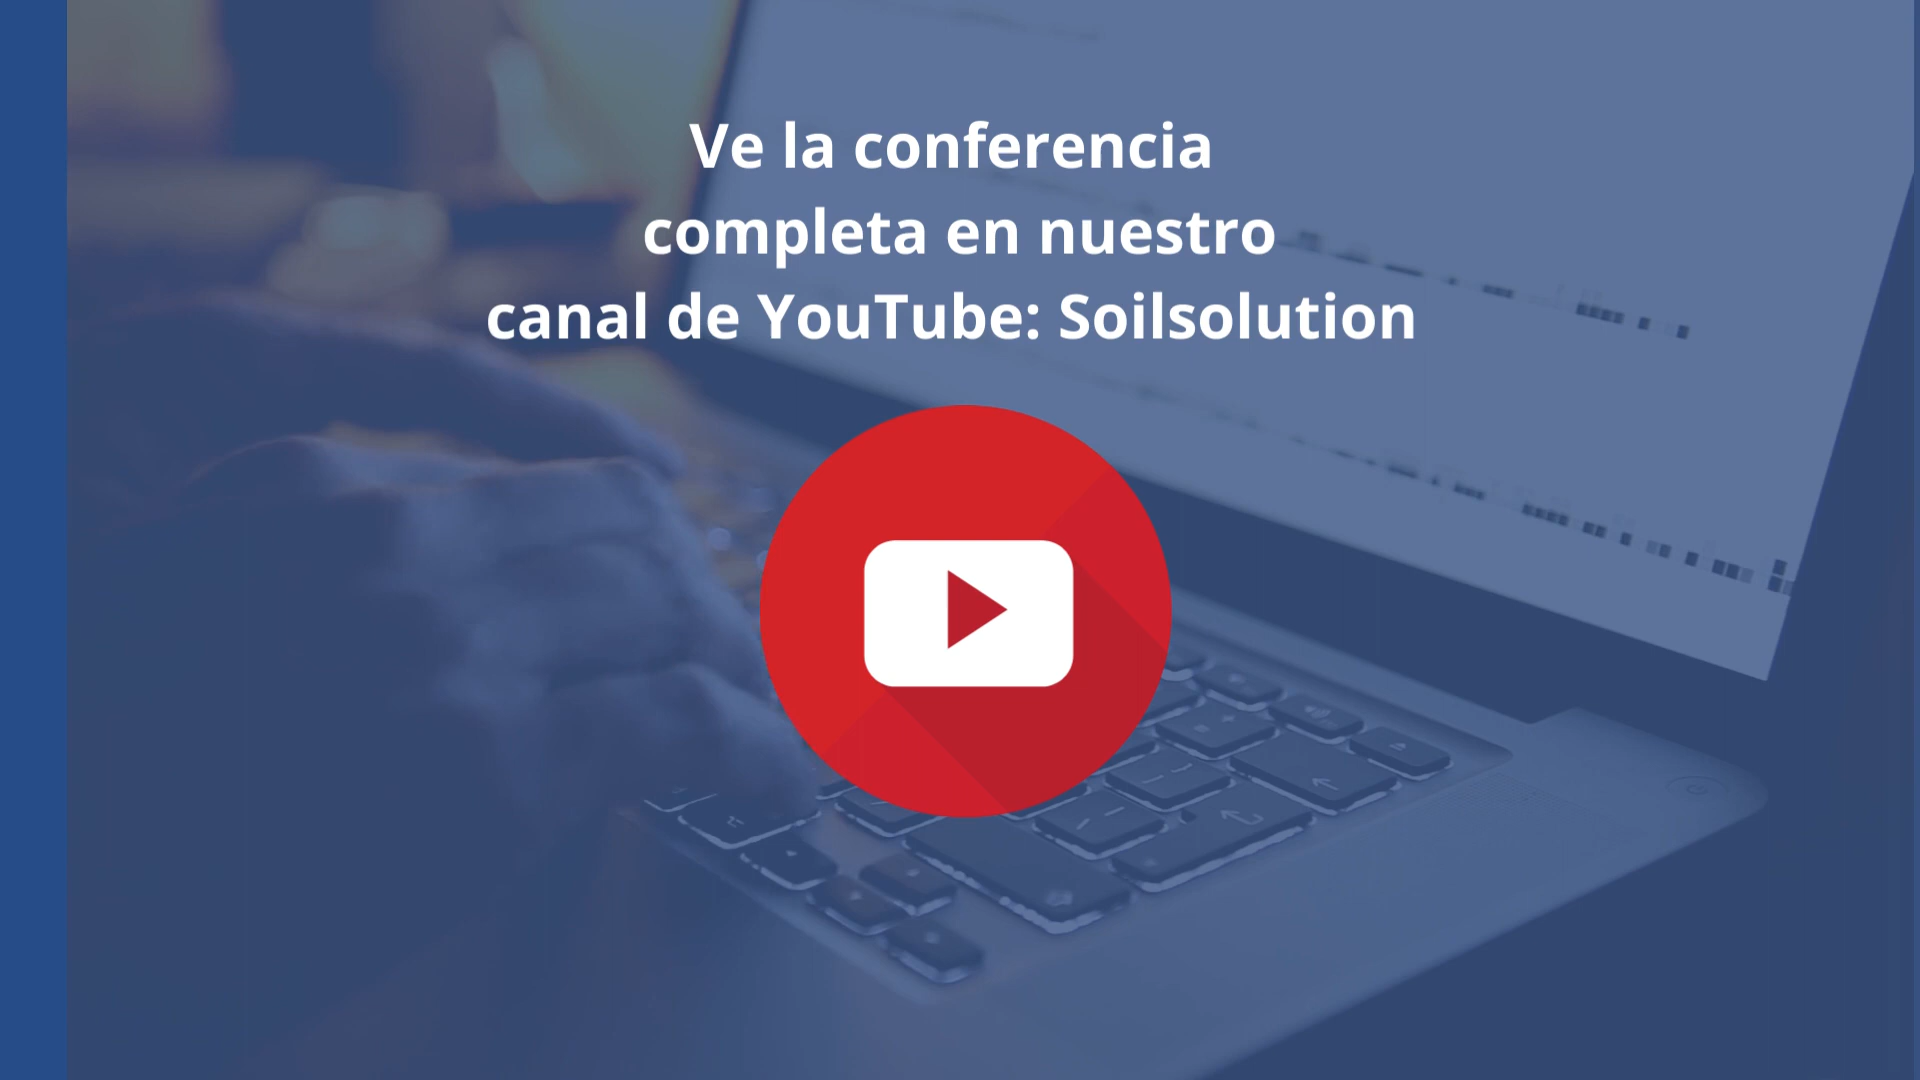 Ve la conferencia
completa en nuestro
canal de YouTube: Soilsolution